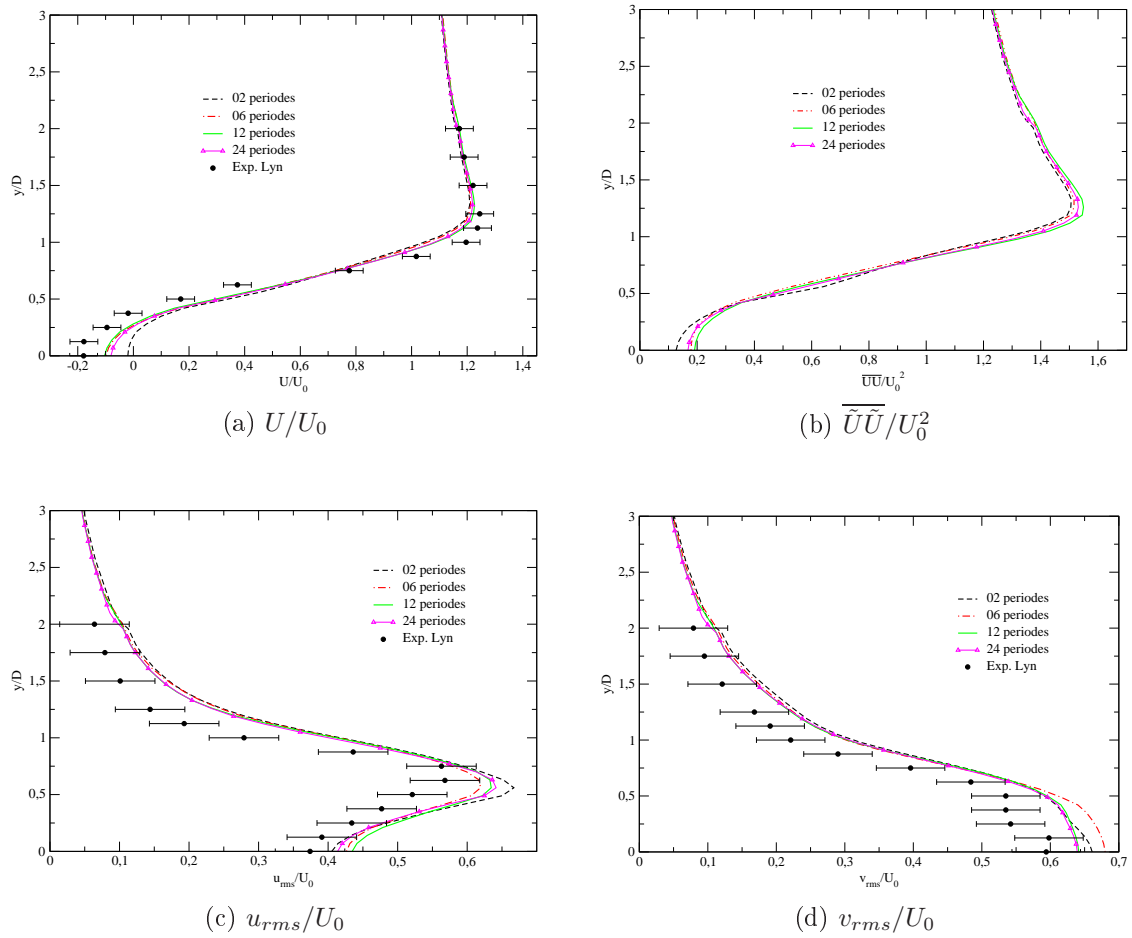 3
2,5
2
1,5
1
0,5
0
y/D
-0,2 0 0,2 0,4 0,6 0,8 1 1,2 1,4
U/U₀
02 periodes
06 periodes
12 periodes
24 periodes
Exp. Lyn
(a) U/U₀
3
2,5
2
1,5
1
0,5
0
y/D
0 0,2 0,4 0,6 0,8 1 1,2 1,4 1,6
U̅U̅/U₀²
02 periodes
06 periodes
12 periodes
24 periodes
(b) \overline{ŨŨ}/U₀²
3
2,5
2
1,5
1
0,5
0
y/D
0 0,1 0,2 0,3 0,4 0,5 0,6
u_rms/U₀
02 periodes
06 periodes
12 periodes
24 periodes
Exp. Lyn
(c) u_rms/U₀
3
2,5
2
1,5
1
0,5
0
y/D
0 0,1 0,2 0,3 0,4 0,5 0,6 0,7
v_rms/U₀
02 periodes
06 periodes
12 periodes
24 periodes
Exp. Lyn
(d) v_rms/U₀